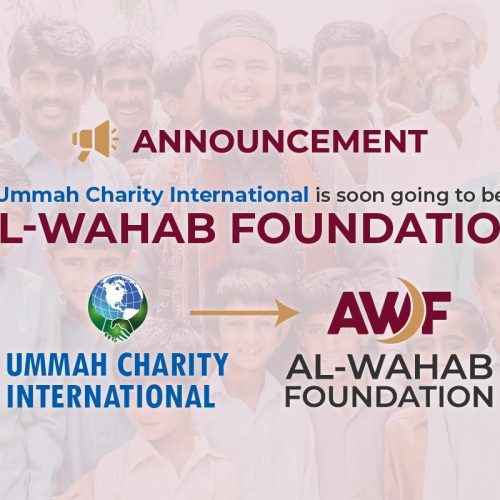 ANNOUNCEMENT
Ummah Charity International is soon going to be
L-WAHAB FOUNDATIO
AWF
UMMAH CHARITY
INTERNATIONAL
AL-WAHAB
FOUNDATION